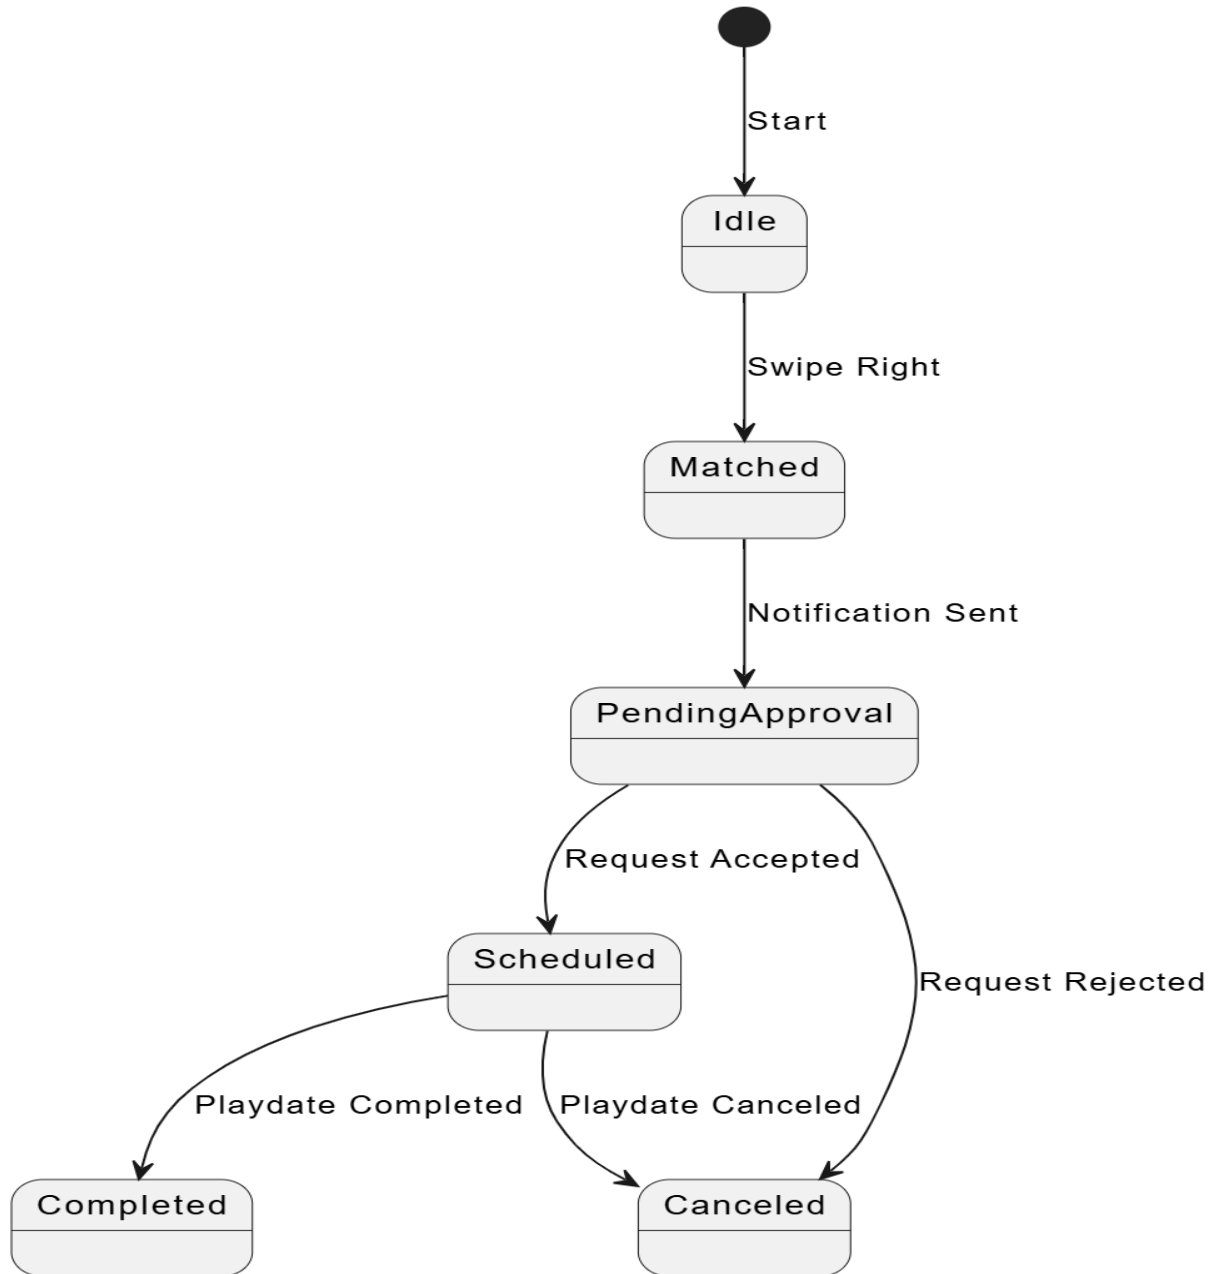 Start
Idle
Swipe Right
Matched
Notification Sent
PendingApproval
Request Accepted
Scheduled
Request Rejected
Playdate Completed
Playdate Canceled
Completed
Canceled